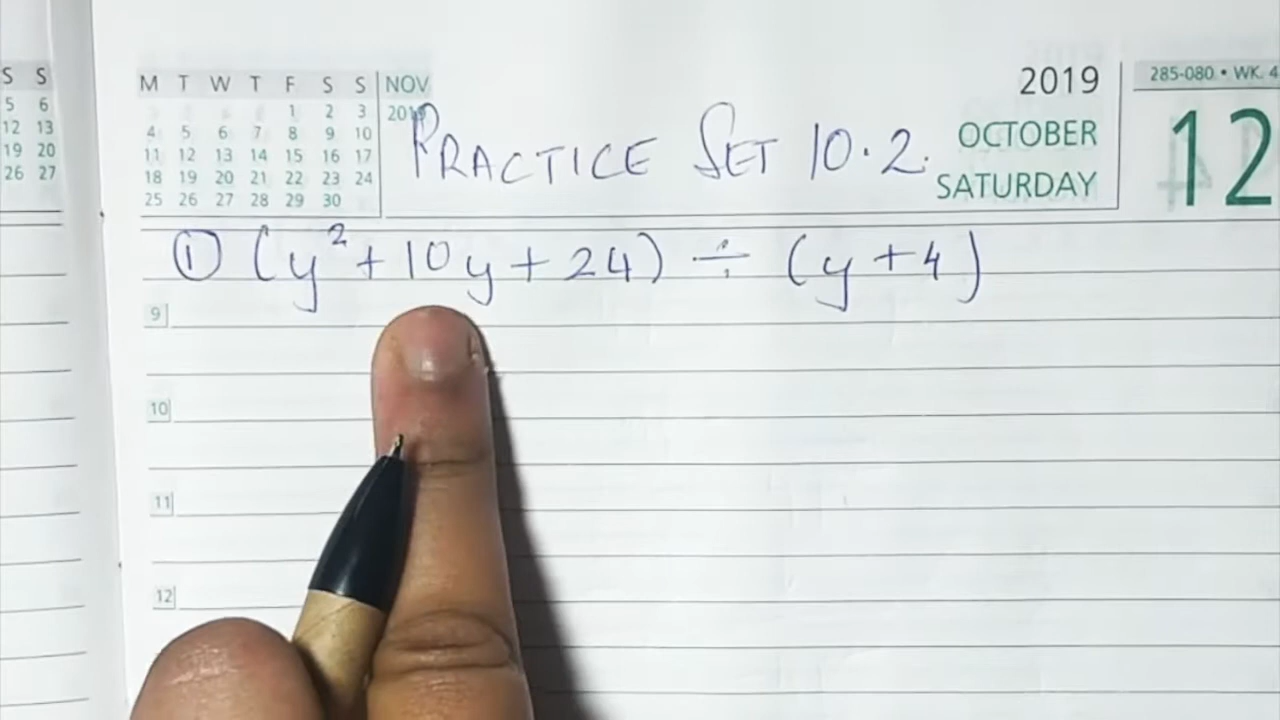 S S
5 6
12 13
19 20
26 27
M T W T F S S NOV
1 2 3 2019
4 5 6 7 8 9 10
11 12 13 14 15 16 17
18 19 20 21 22 23 24
25 26 27 28 29 30
PRACTICE SET 10.2.
2019
OCTOBER
SATURDAY
285-080 • WK. 4
12
① (y² + 10y + 24) ÷ (y + 4)
9
10
11
12